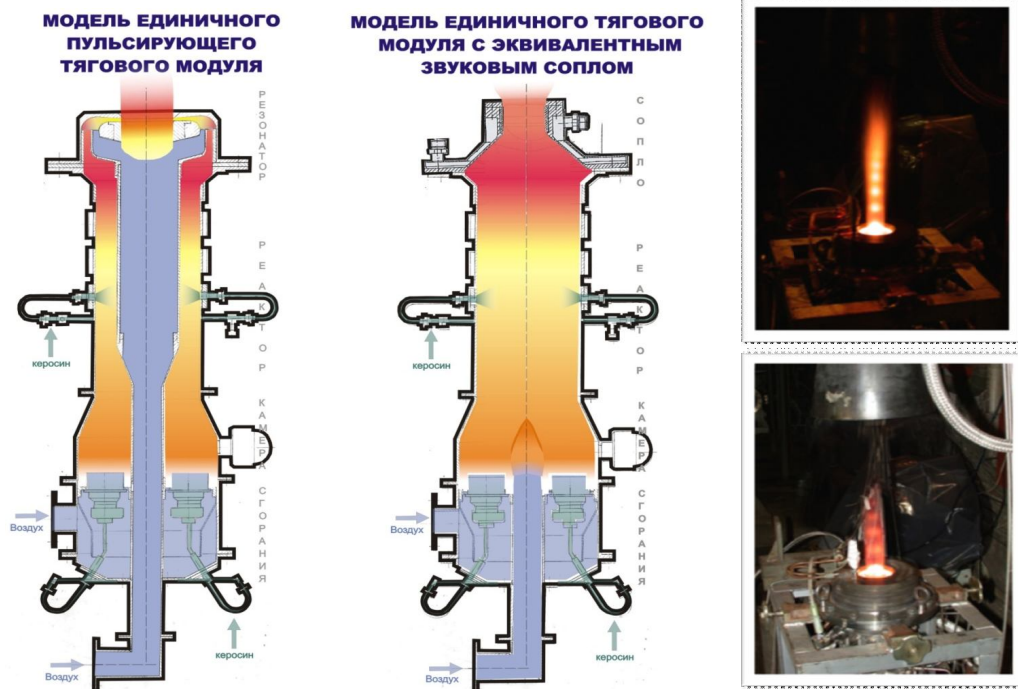 МОДЕЛЬ ЕДИНИЧНОГО
ПУЛЬСИРУЮЩЕГО
ТЯГОВОГО МОДУЛЯ
РЕЗОНАТОР
РЕАКТОР
КАМЕРА СГОРАНИЯ
керосин
Воздух
керосин
Воздух
МОДЕЛЬ ЕДИНИЧНОГО ТЯГОВОГО
МОДУЛЯ С ЭКВИВАЛЕНТНЫМ
ЗВУКОВЫМ СОПЛОМ
СОПЛО
РЕАКТОР
КАМЕРА СГОРАНИЯ
керосин
Воздух
керосин
Воздух